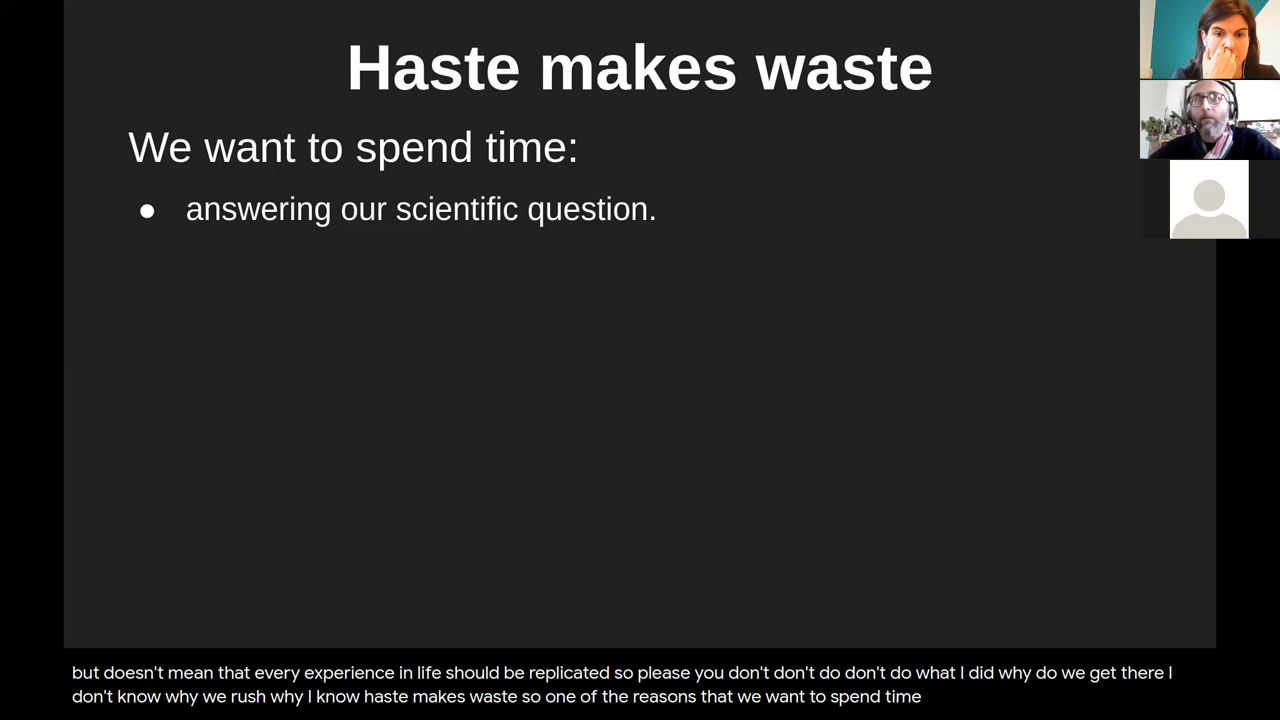 Haste makes waste
We want to spend time:
● answering our scientific question.
but doesn't mean that every experience in life should be replicated so please you don't don't do don't do what I did why do we get there I
don't know why we rush why I know haste makes waste so one of the reasons that we want to spend time